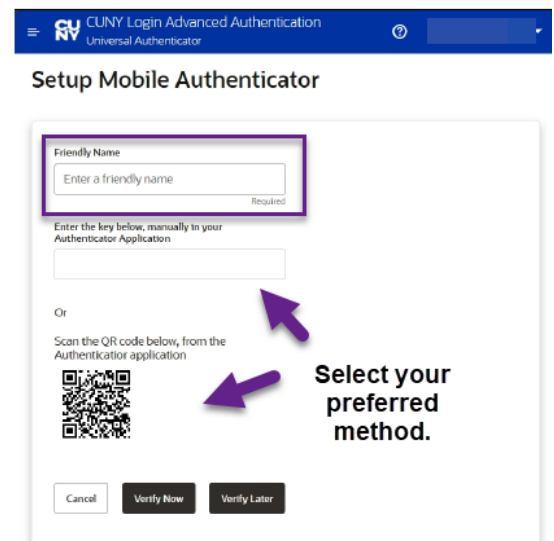 CUNY CUNY Login Advanced Authentication
Universal Authenticator
Setup Mobile Authenticator
Friendly Name
Enter a friendly name
Required
Enter the key below, manually in your
Authenticator Application
Or
Scan the QR code below, from the
Authenticatior application
Select your
preferred
method.
Cancel Verify Now Verify Later